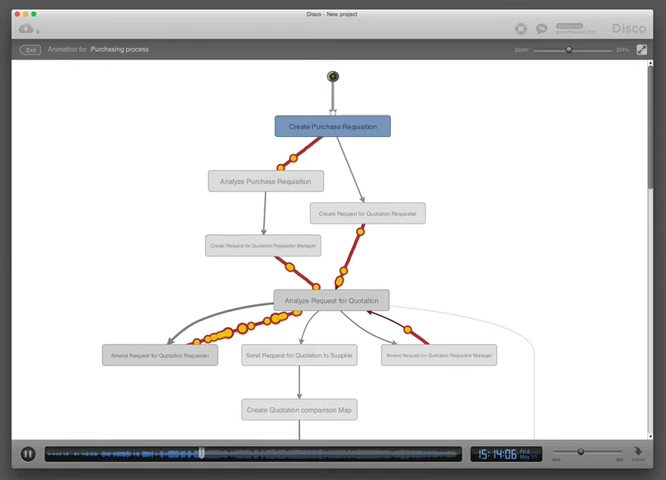 Disco - New project
Disco
Exit
Animation for Purchasing process
Zoom:
Create Purchase Requisition
Analyze Purchase Requisition
Create Request for Quotation Requester
Create Request for Quotation Requester Manager
Analyze Request for Quotation
Amend Request for Quotation Requester
Send Request for Quotation to Supplier
Amend Request for Quotation Requester Manager
Create Quotation comparison Map
15:14:06